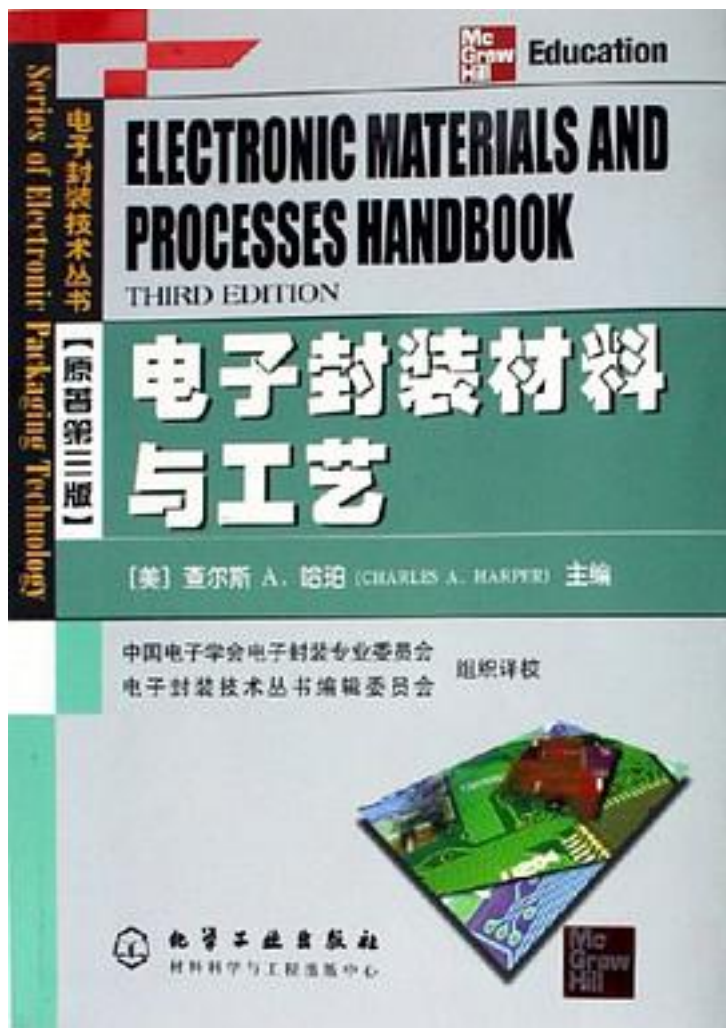 Mc
Graw
Hill
Education
Series of Electronic Packaging Technology
电子封装技术丛书
【原著第三版】
ELECTRONIC MATERIALS AND
PROCESSES HANDBOOK
THIRD EDITION
电子封装材料
与工艺
［美］查尔斯 A. 哈珀 (CHARLES A. HARPER) 主编
中国电子学会电子封装专业委员会
电子封装技术丛书编辑委员会
组织译校
化学工业出版社
材料科学与工程出版中心
Mc
Graw
Hill